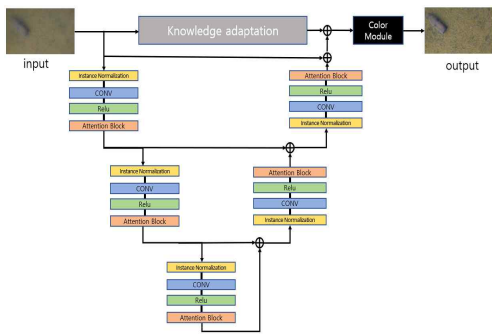 Knowledge adaptation
Color
Module
input
output
Instance Normalization
CONV
Relu
Attention Block
Attention Block
Relu
CONV
Instance Normalization
Instance Normalization
CONV
Relu
Attention Block
Attention Block
Relu
CONV
Instance Normalization
Instance Normalization
CONV
Relu
Attention Block